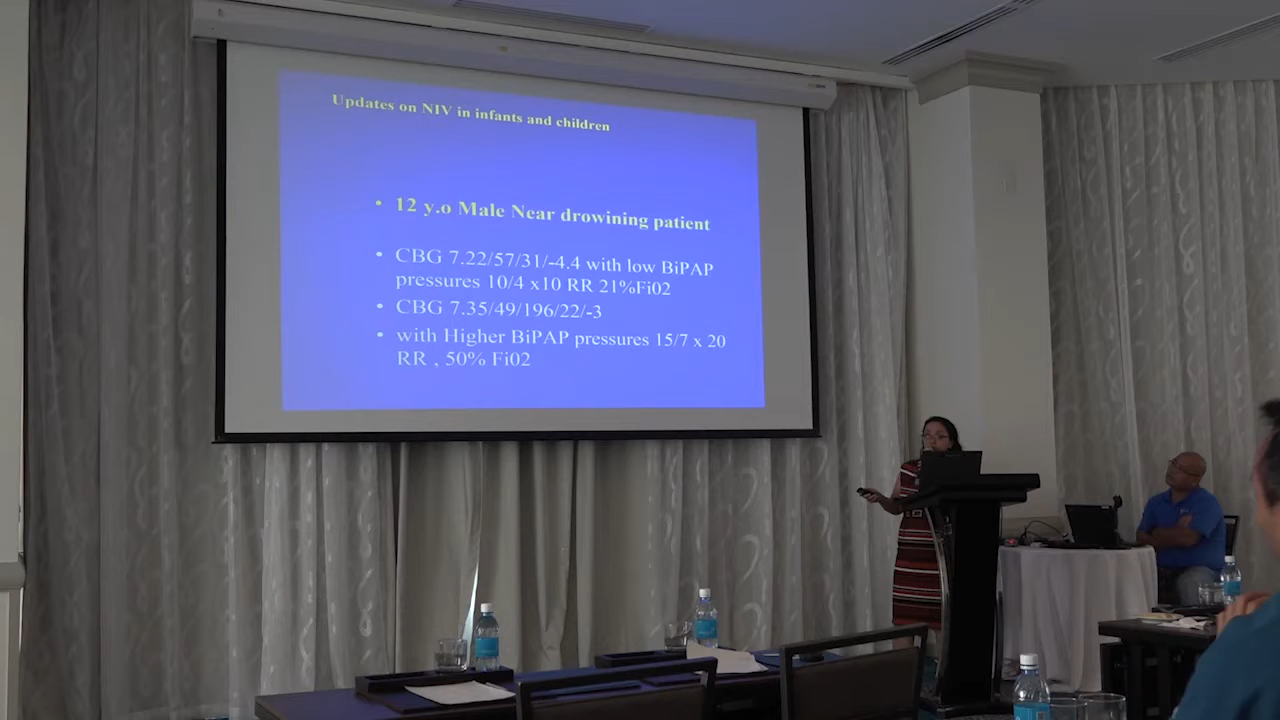 Updates on NIV in infants and children
• 12 y.o Male Near drowining patient
• CBG 7.22/57/31/-4.4 with low BiPAP
pressures 10/4 x10 RR 21%Fi02
• CBG 7.35/49/196/22/-3
• with Higher BiPAP pressures 15/7 x 20
RR , 50% Fi02